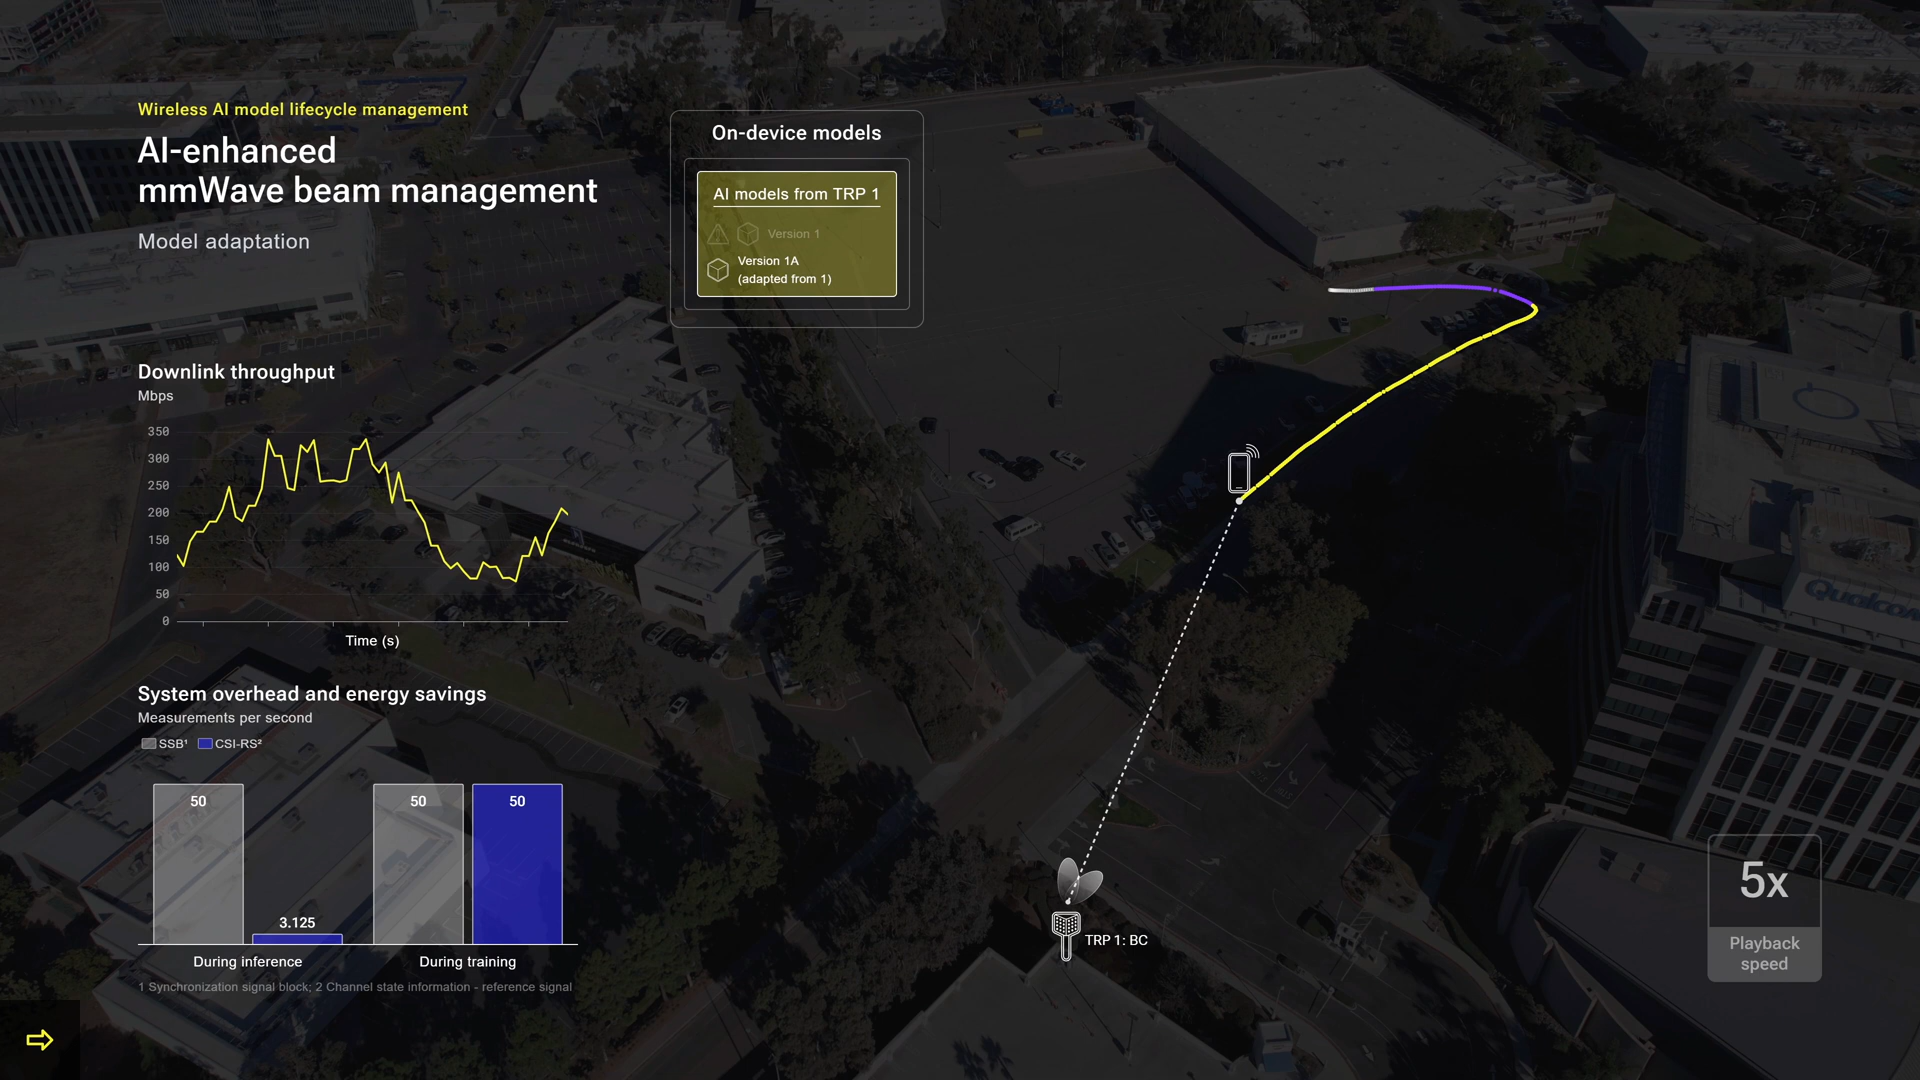 Wireless AI model lifecycle management
AI-enhanced
mmWave beam management
Model adaptation
On-device models
AI models from TRP 1
Version 1
Version 1A
(adapted from 1)
Downlink throughput
Mbps
350
300
250
200
150
100
50
0
Time (s)
System overhead and energy savings
Measurements per second
SSB¹ CSI-RS²
50
3.125
50
50
During inference
During training
1 Synchronization signal block; 2 Channel state information - reference signal
TRP 1: BC
5x
Playback
speed